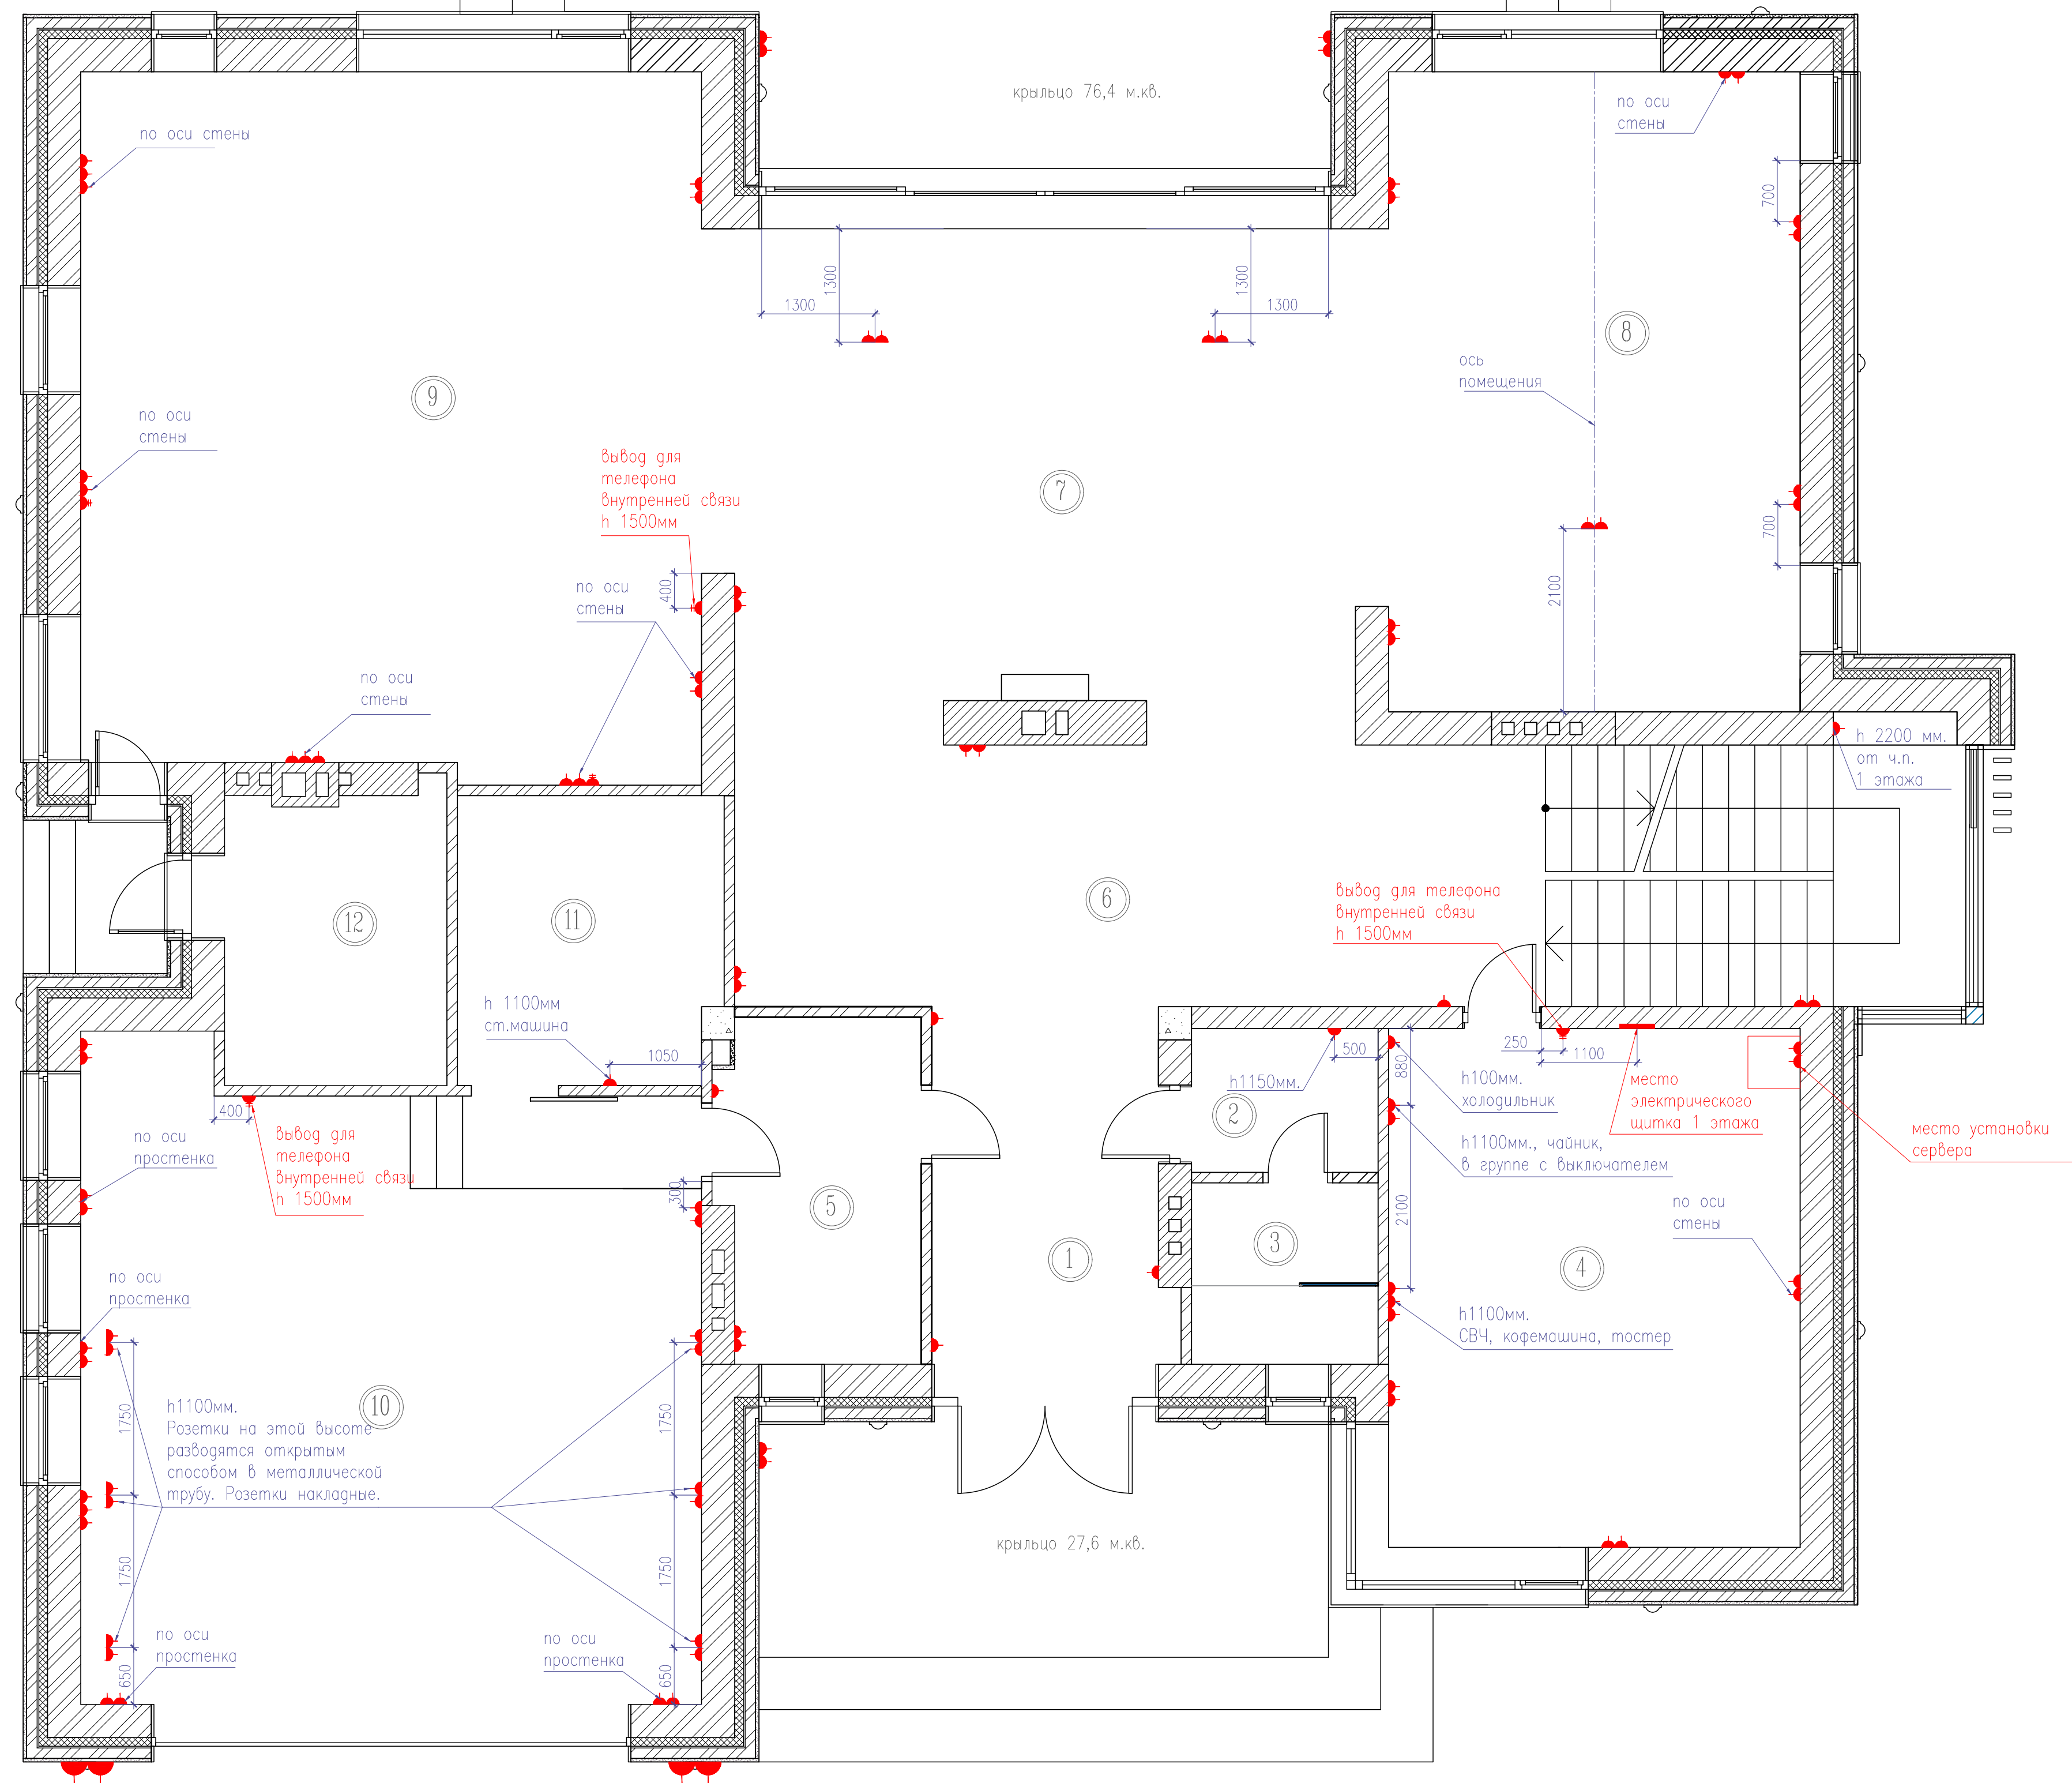 крыльцо 76,4 м.кв.
по оси
стены
по оси стены
700
1300
1300
1300
1300
8
ось
помещения
9
по оси
стены
7
вывод для
телефона
внутренней связи
h 1500мм
700
400
по оси
стены
2100
по оси
стены
h 2200 мм.
от ч.п.
1 этажа
6
вывод для телефона
внутренней связи
h 1500мм
12
11
h 1100мм
ст.машина
1050
500
880
250
1100
h1150мм.
2
h100мм.
холодильник
место
электрического
щитка 1 этажа
место установки
сервера
400
вывод для
телефона
внутренней связи
h 1500мм
по оси
простенка
h1100мм., чайник,
в группе с выключателем
300
5
1
3
2100
4
по оси
стены
по оси
простенка
h1100мм.
СВЧ, кофемашина, тостер
10
1750
1750
h1100мм.
Розетки на этой высоте
разводятся открытым
способом в металлической
трубу. Розетки накладные.
крыльцо 27,6 м.кв.
1750
1750
по оси
простенка
650
по оси
простенка
650